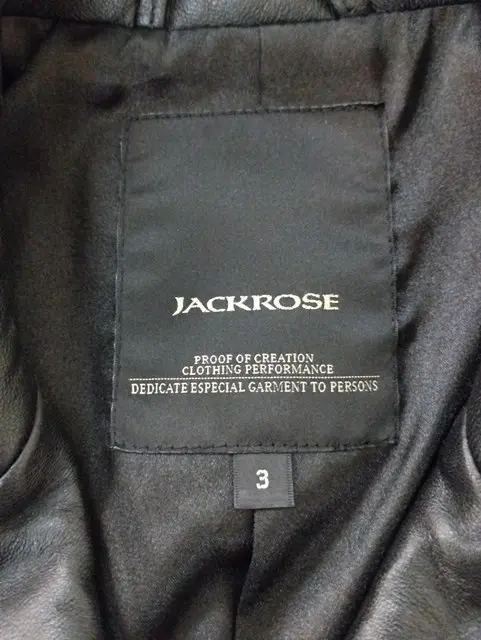 JACKROSE
PROOF OF CREATION
CLOTHING PERFORMANCE
DEDICATE ESPECIAL GARMENT TO PERSONS
3